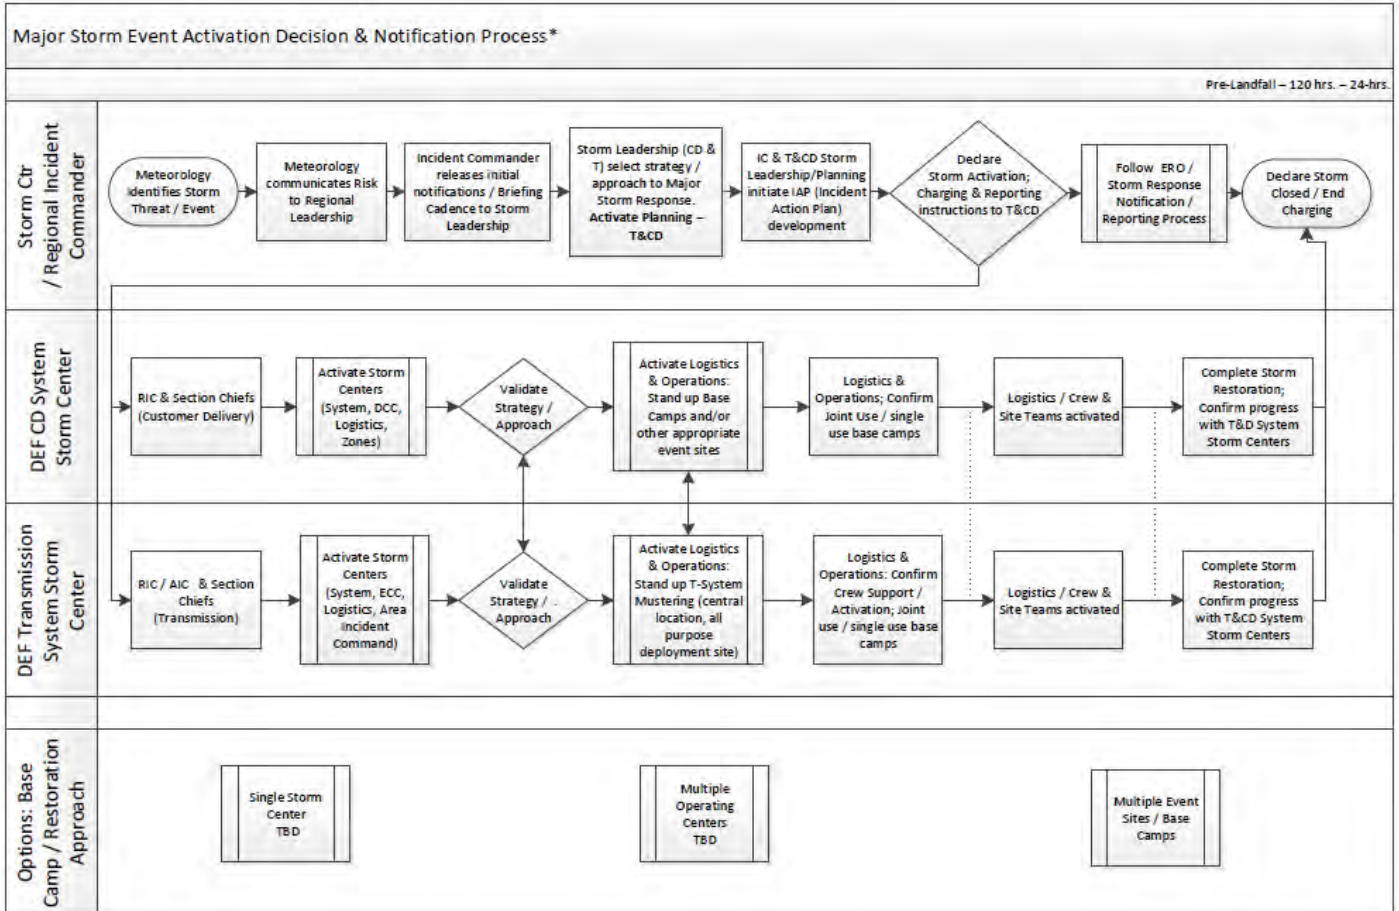 Major Storm Event Activation Decision & Notification Process*
Pre-Landfall – 120 hrs. – 24-hrs.
Storm Ctr
/ Regional Incident
Commander
Meteorology
Identifies Storm
Threat / Event
Meteorology
communicates Risk
to Regional
Leadership
Incident Commander
releases initial
notifications / Briefing
Cadence to Storm
Leadership
Storm Leadership (CD &
T) select strategy /
approach to Major
Storm Response.
Activate Planning –
T&CD
IC & T&CD Storm
Leadership/Planning
initiate IAP (Incident
Action Plan)
development
Declare
Storm Activation;
Charging & Reporting
instructions to T&CD
Follow ERO /
Storm Response
Notification /
Reporting Process
Declare Storm
Closed / End
Charging
DEF CD System
Storm Center
RIC & Section Chiefs
(Customer Delivery)
Activate Storm
Centers
(System, DCC,
Logistics,
Zones)
Validate
Strategy /
Approach
Activate Logistics
& Operations:
Stand up Base
Camps and/or
other appropriate
event sites
Logistics &
Operations; Confirm
Joint Use / single
use base camps
Logistics / Crew &
Site Teams activated
Complete Storm
Restoration;
Confirm progress
with T&D System
Storm Centers
DEF Transmission
System Storm
Center
RIC / AIC & Section
Chiefs
(Transmission)
Activate Storm
Centers
(System, ECC,
Logistics, Area
Incident
Command)
Validate
Strategy /
Approach
Activate Logistics
& Operations:
Stand up T-System
Mustering (central
location, all
purpose
deployment site)
Logistics &
Operations: Confirm
Crew Support /
Activation; Joint
use / single use base
camps
Logistics / Crew &
Site Teams activated
Complete Storm
Restoration;
Confirm progress
with T&CD System
Storm Centers
Options: Base
Camp / Restoration
Approach
Single Storm
Center
TBD
Multiple
Operating
Centers
TBD
Multiple Event
Sites / Base
Camps